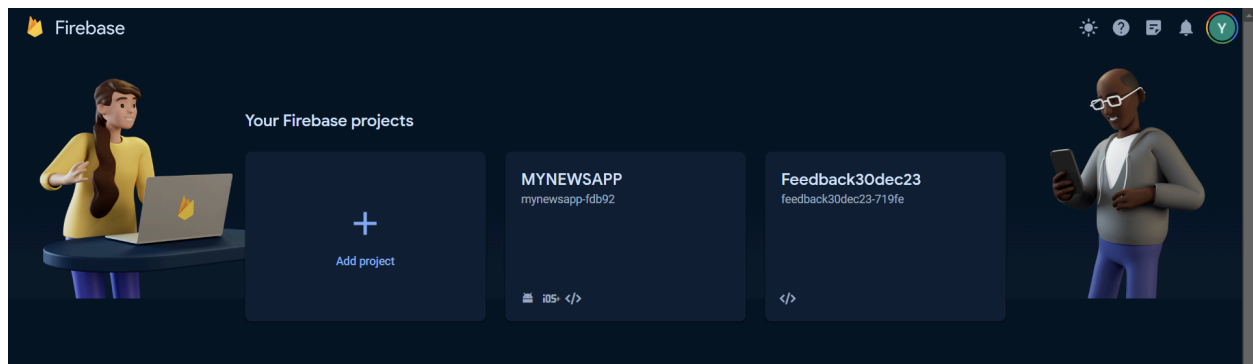 Firebase
Y
Your Firebase projects
Add project
MYNEWSAPP
mynewsapp-fdb92
iOS+ </>
Feedback30dec23
feedback30dec23-719fe
</>